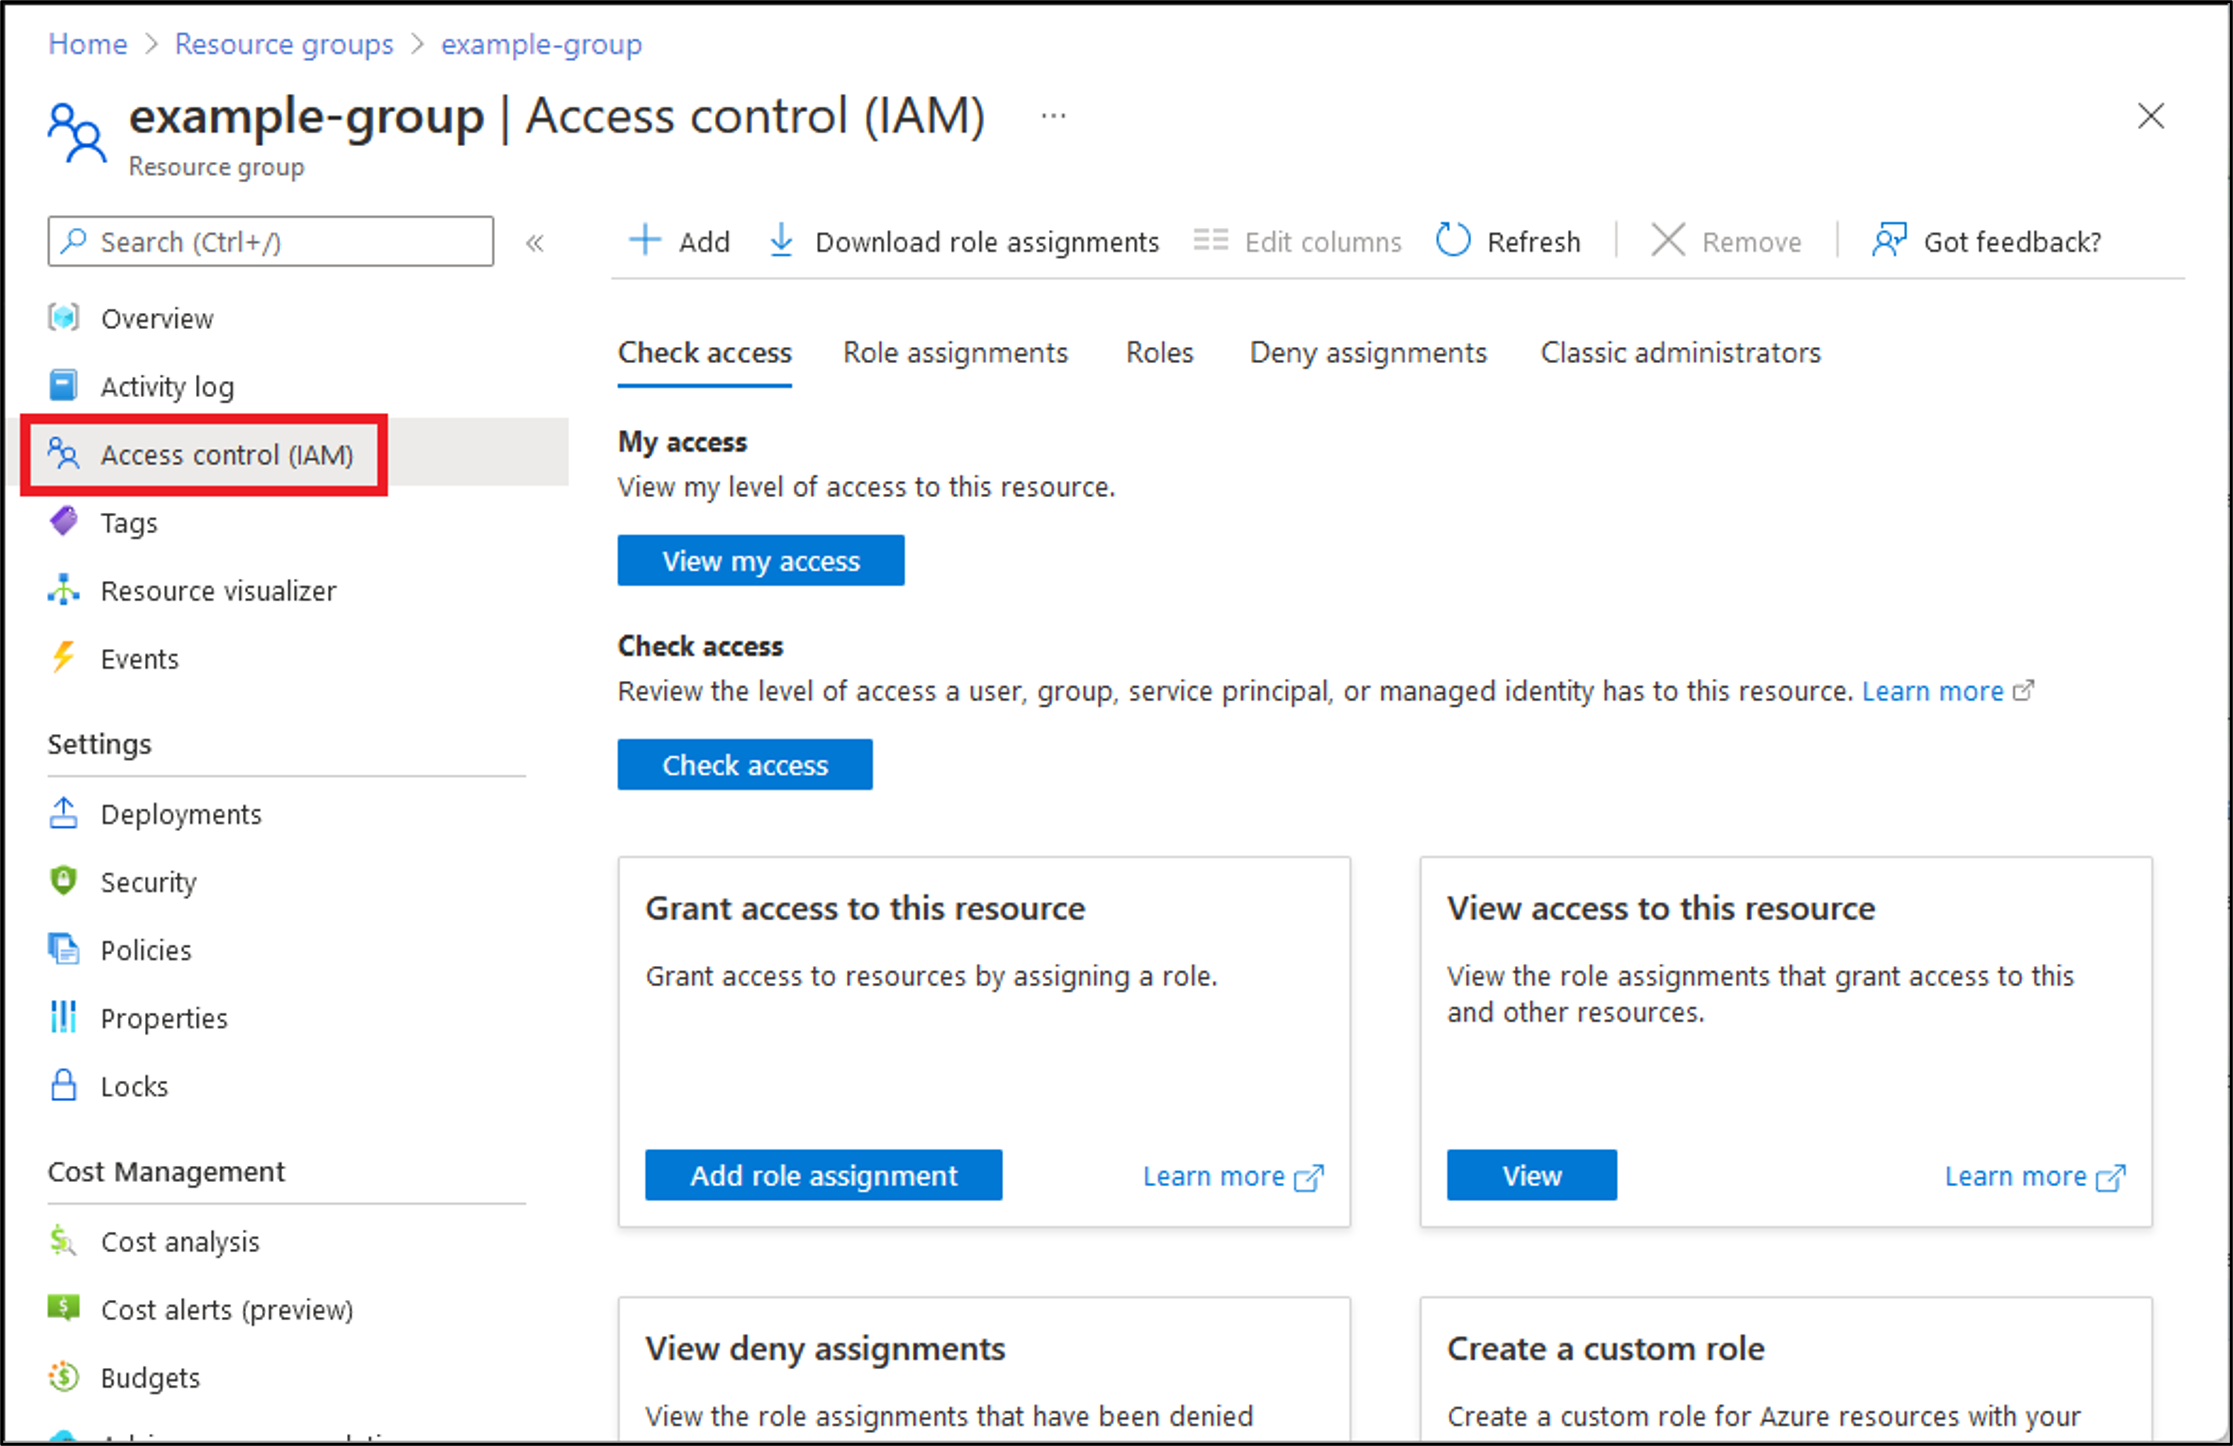 Home > Resource groups > example-group
example-group | Access control (IAM) ...
Resource group
Search (Ctrl+/) «
Overview
Activity log
Access control (IAM)
Tags
Resource visualizer
Events
Settings
Deployments
Security
Policies
Properties
Locks
Cost Management
Cost analysis
Cost alerts (preview)
Budgets
Add Download role assignments Edit columns Refresh Remove Got feedback?
Check access Role assignments Roles Deny assignments Classic administrators
My access
View my level of access to this resource.
View my access
Check access
Review the level of access a user, group, service principal, or managed identity has to this resource. Learn more
Check access
Grant access to this resource
Grant access to resources by assigning a role.
Add role assignment Learn more
View access to this resource
View the role assignments that grant access to this
and other resources.
View Learn more
View deny assignments
View the role assignments that have been denied
Create a custom role
Create a custom role for Azure resources with your